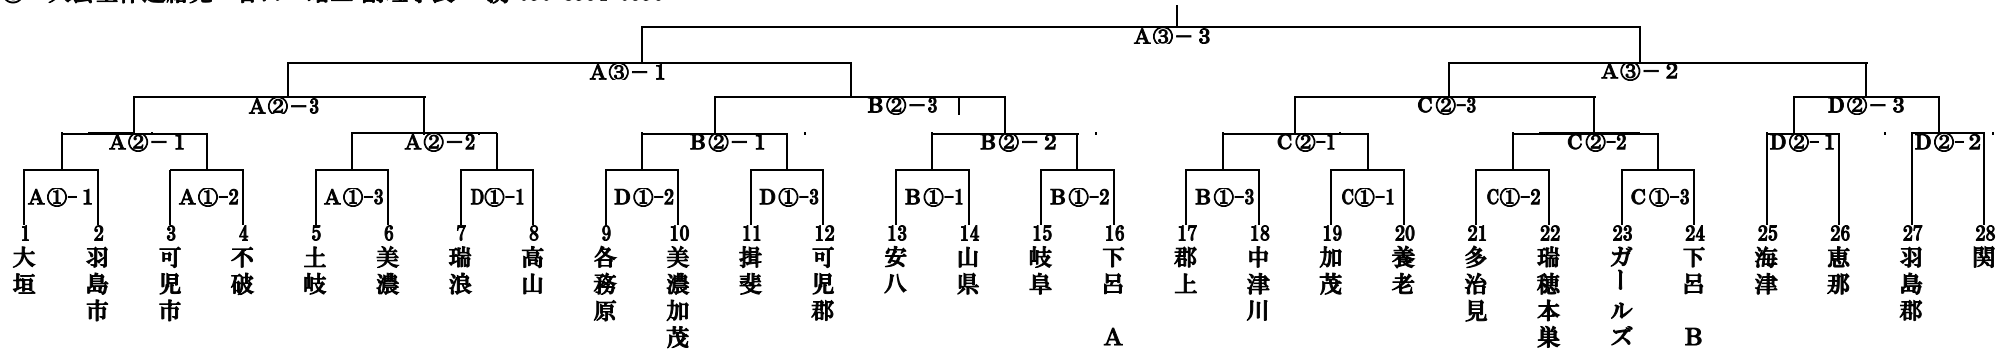 A③－3
A③－1
A③－2
A②－3
B②－3
C②-3
D②－3
A②－1
A②－2
B②－1
B②－2
C②-1
C②-2
D②-1
D②－2
A①-1
A①-2
A①-3
D①-1
D①-2
D①-3
B①-1
B①-2
B①-3
C①-1
C①-2
C①-3
1 大垣
2 羽島市
3 可児市
4 不破
5 土岐
6 美濃
7 瑞浪
8 高山
9 各務原
10 美濃加茂
11 揖斐
12 可児郡
13 安八
14 山県
15 岐阜
16 下呂 A
17 郡上
18 中津川
19 加茂
20 養老
21 多治見
22 瑞穂本巣
23 ガールズ
24 下呂 B
25 海津
26 恵那
27 羽島郡
28 関